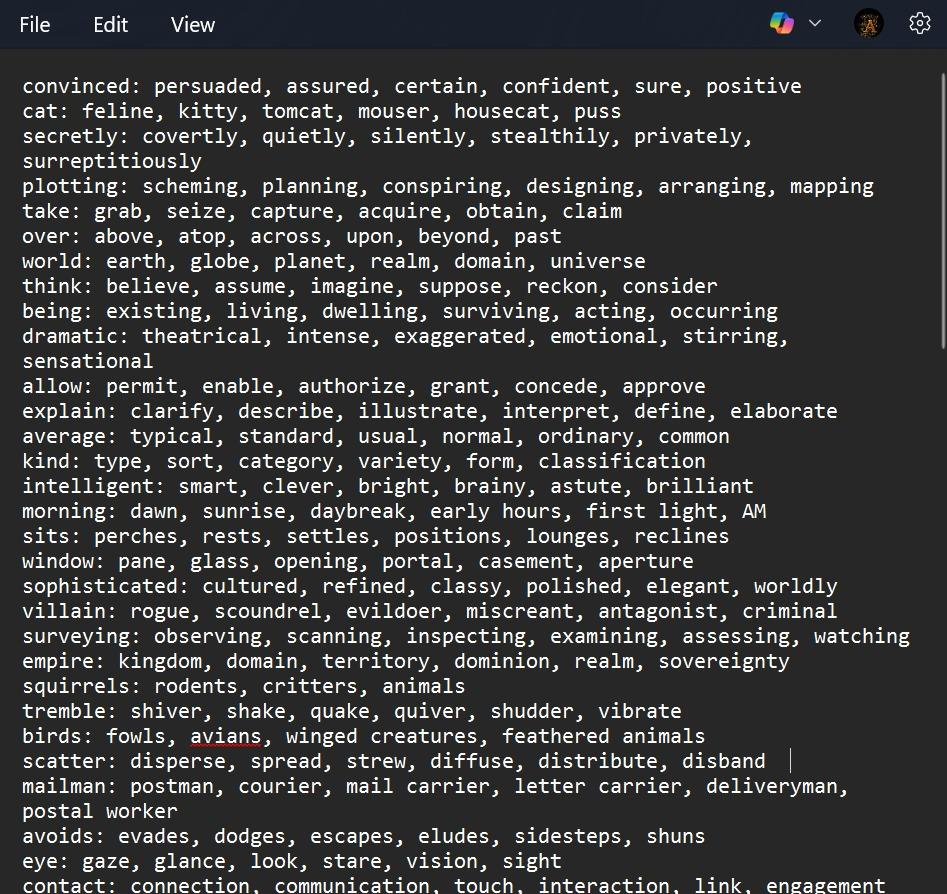 File Edit View
convinced: persuaded, assured, certain, confident, sure, positive
cat: feline, kitty, tomcat, mouser, housecat, puss
secretly: covertly, quietly, silently, stealthily, privately,
surreptitiously
plotting: scheming, planning, conspiring, designing, arranging, mapping
take: grab, seize, capture, acquire, obtain, claim
over: above, atop, across, upon, beyond, past
world: earth, globe, planet, realm, domain, universe
think: believe, assume, imagine, suppose, reckon, consider
being: existing, living, dwelling, surviving, acting, occurring
dramatic: theatrical, intense, exaggerated, emotional, stirring,
sensational
allow: permit, enable, authorize, grant, concede, approve
explain: clarify, describe, illustrate, interpret, define, elaborate
average: typical, standard, usual, normal, ordinary, common
kind: type, sort, category, variety, form, classification
intelligent: smart, clever, bright, brainy, astute, brilliant
morning: dawn, sunrise, daybreak, early hours, first light, AM
sits: perches, rests, settles, positions, lounges, reclines
window: pane, glass, opening, portal, casement, aperture
sophisticated: cultured, refined, classy, polished, elegant, worldly
villain: rogue, scoundrel, evildoer, miscreant, antagonist, criminal
surveying: observing, scanning, inspecting, examining, assessing, watching
empire: kingdom, domain, territory, dominion, realm, sovereignty
squirrels: rodents, critters, animals
tremble: shiver, shake, quake, quiver, shudder, vibrate
birds: fowls, avians, winged creatures, feathered animals
scatter: disperse, spread, strew, diffuse, distribute, disband
mailman: postman, courier, mail carrier, letter carrier, deliveryman,
postal worker
avoids: evades, dodges, escapes, eludes, sidesteps, shuns
eye: gaze, glance, look, stare, vision, sight
contact: connection, communication, touch, interaction, link, engagement